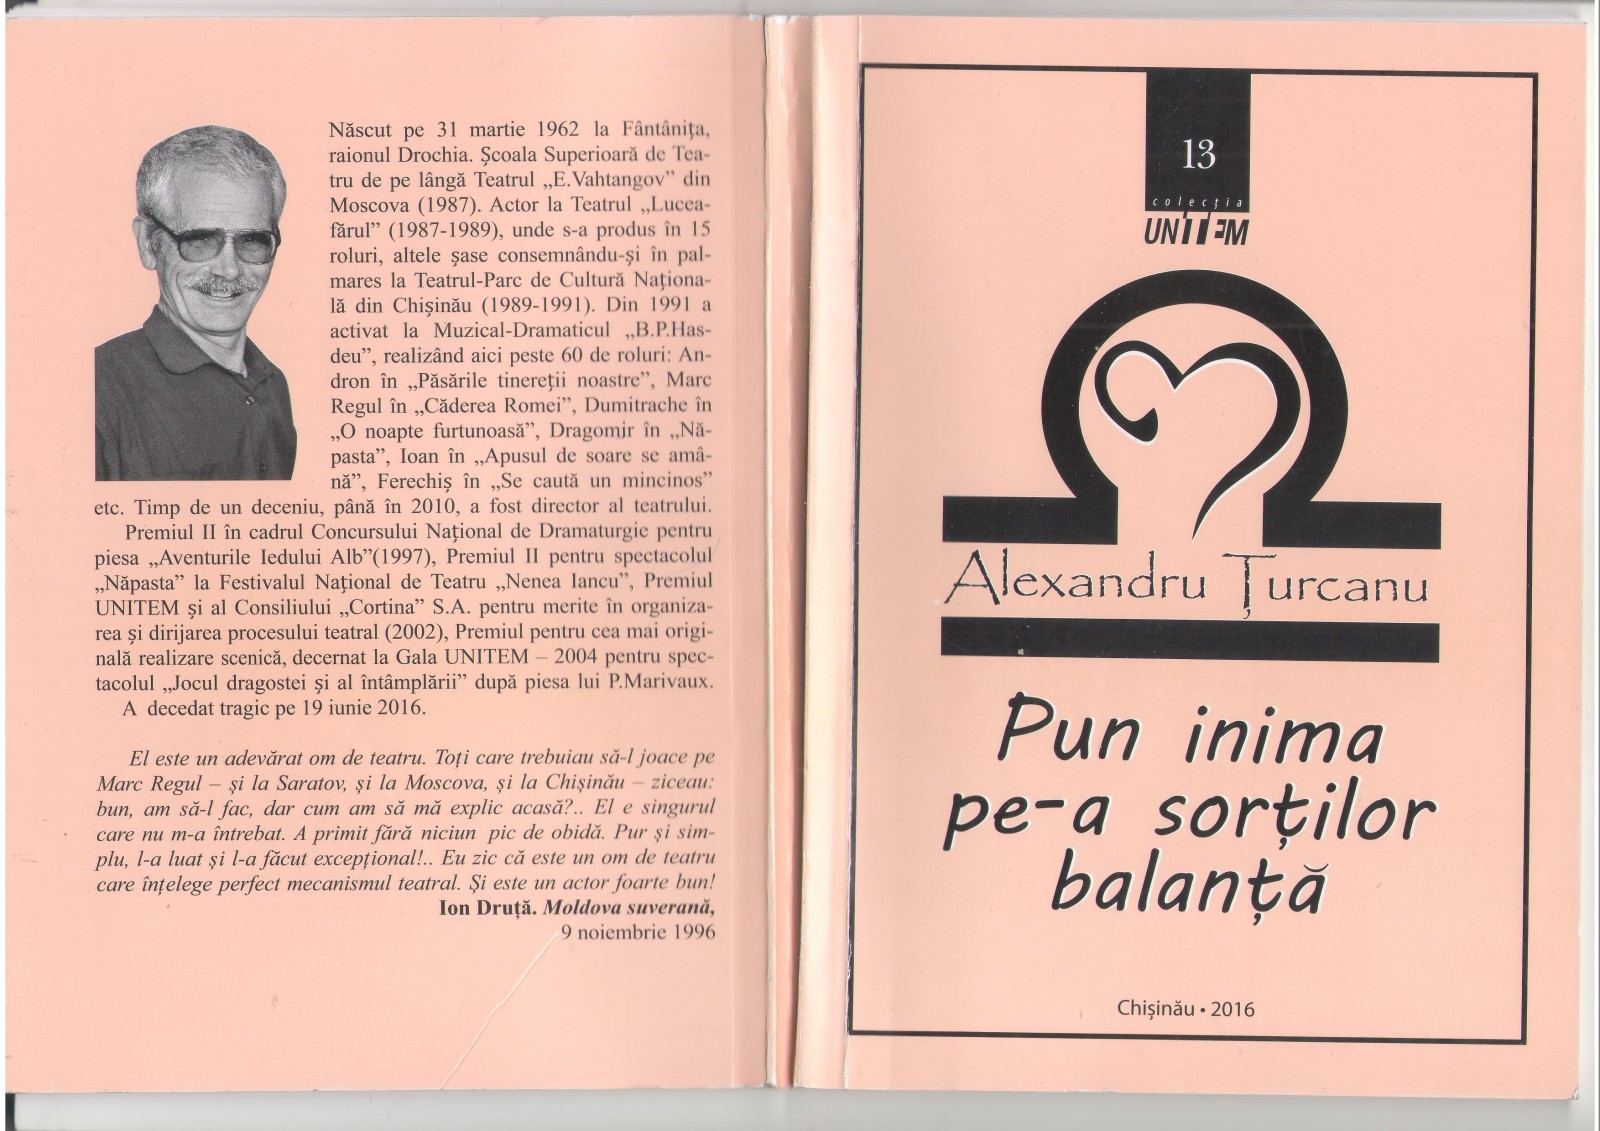 Născut pe 31 martie 1962 la Fântânița,
raionul Drochia. Școala Superioară de Tea-
tru de pe lângă Teatrul „E.Vahtangov” din
Moscova (1987). Actor la Teatrul „Lucea-
fărul” (1987-1989), unde s-a produs în 15
roluri, altele șase consemnându-și în pal-
mares la Teatrul-Parc de Cultură Națiоna-
lă din Chișinău (1989-1991). Din 1991 a
activat la Muzical-Dramaticul „B.P.Has-
deu”, realizând aici peste 60 de roluri: An-
dron în „Păsările tinereții noastre”, Marc
Regul în „Căderea Romei”, Dumitrache în
„O noapte furtunoasă”, Dragomir în „Nă-
pasta”, Ioan în „Apusul de soare se amâ-
nă”, Ferechiș în „Se caută un mincinos”
etc. Timp de un deceniu, până în 2010, a fost director al teatrului.
Premiul II în cadrul Concursului Național de Dramaturgie pentru
piesa „Aventurile Iedului Alb”(1997), Premiul II pentru spectacolul
„Năpasta” la Festivalul Național de Teatru „Nenea Iancu”, Premiul
UNITEM și al Consiliului „Cortina” S.A. pentru merite în organiza-
rea și dirijarea procesului teatral (2002), Premiul pentru cea mai origi-
nală realizare scenică, decernat la Gala UNITEM – 2004 pentru spec-
tacolul „Jocul dragostei și al întâmplării” după piesa lui P.Marivaux.
A decedat tragic pe 19 iunie 2016.
El este un adevărat om de teatru. Toți care trebuiau să-l joace pe
Marc Regul – și la Saratov, și la Moscova, și la Chișinău – ziceau:
bun, am să-l fac, dar cum am să mă explic acasă?.. El e singurul
care nu m-a întrebat. A primit fără niciun pic de obidă. Pur și sim-
plu, l-a luat și l-a făcut excepțional!.. Eu zic că este un om de teatru
care înțelege perfect mecanismul teatral. Și este un actor foarte bun!
Ion Druță. Moldova suverană,
9 noiembrie 1996
13
colecția
UNITEM
Alexandru Țurcanu
Pun inima
pe-a sorților
balanță
Chișinău • 2016